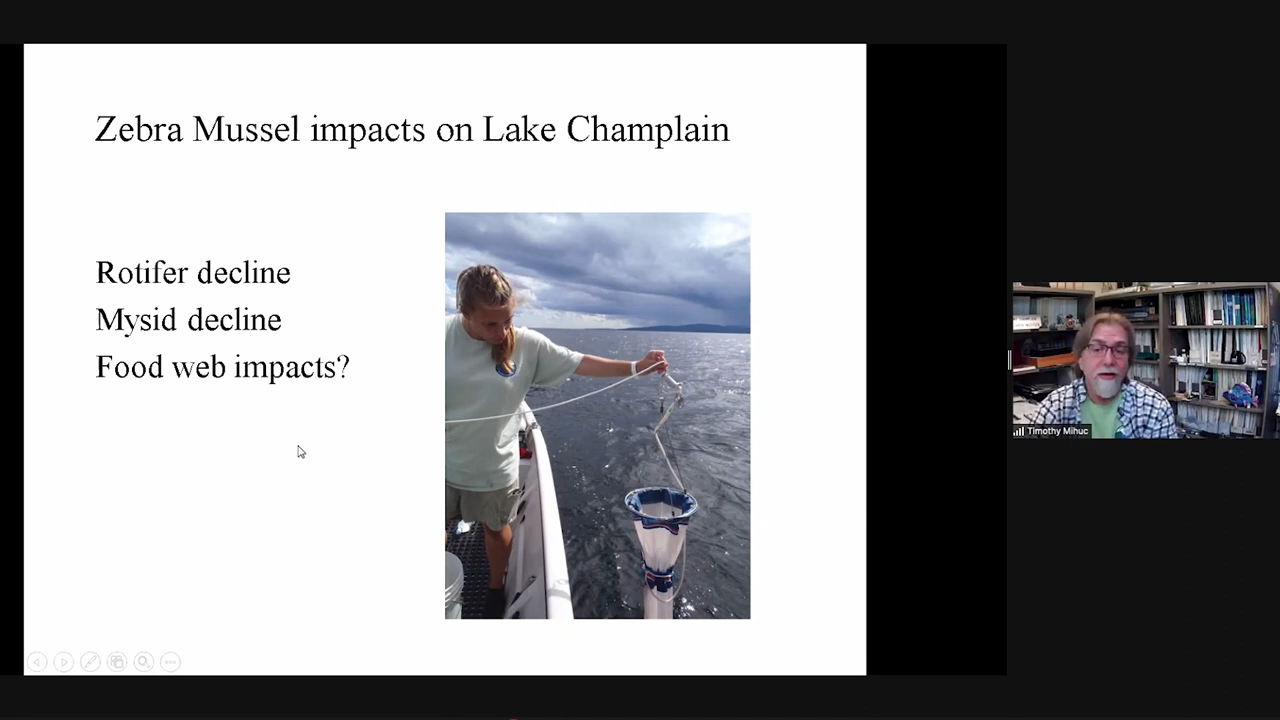 Zebra Mussel impacts on Lake Champlain
Rotifer decline
Mysid decline
Food web impacts?
Timothy Mihuc